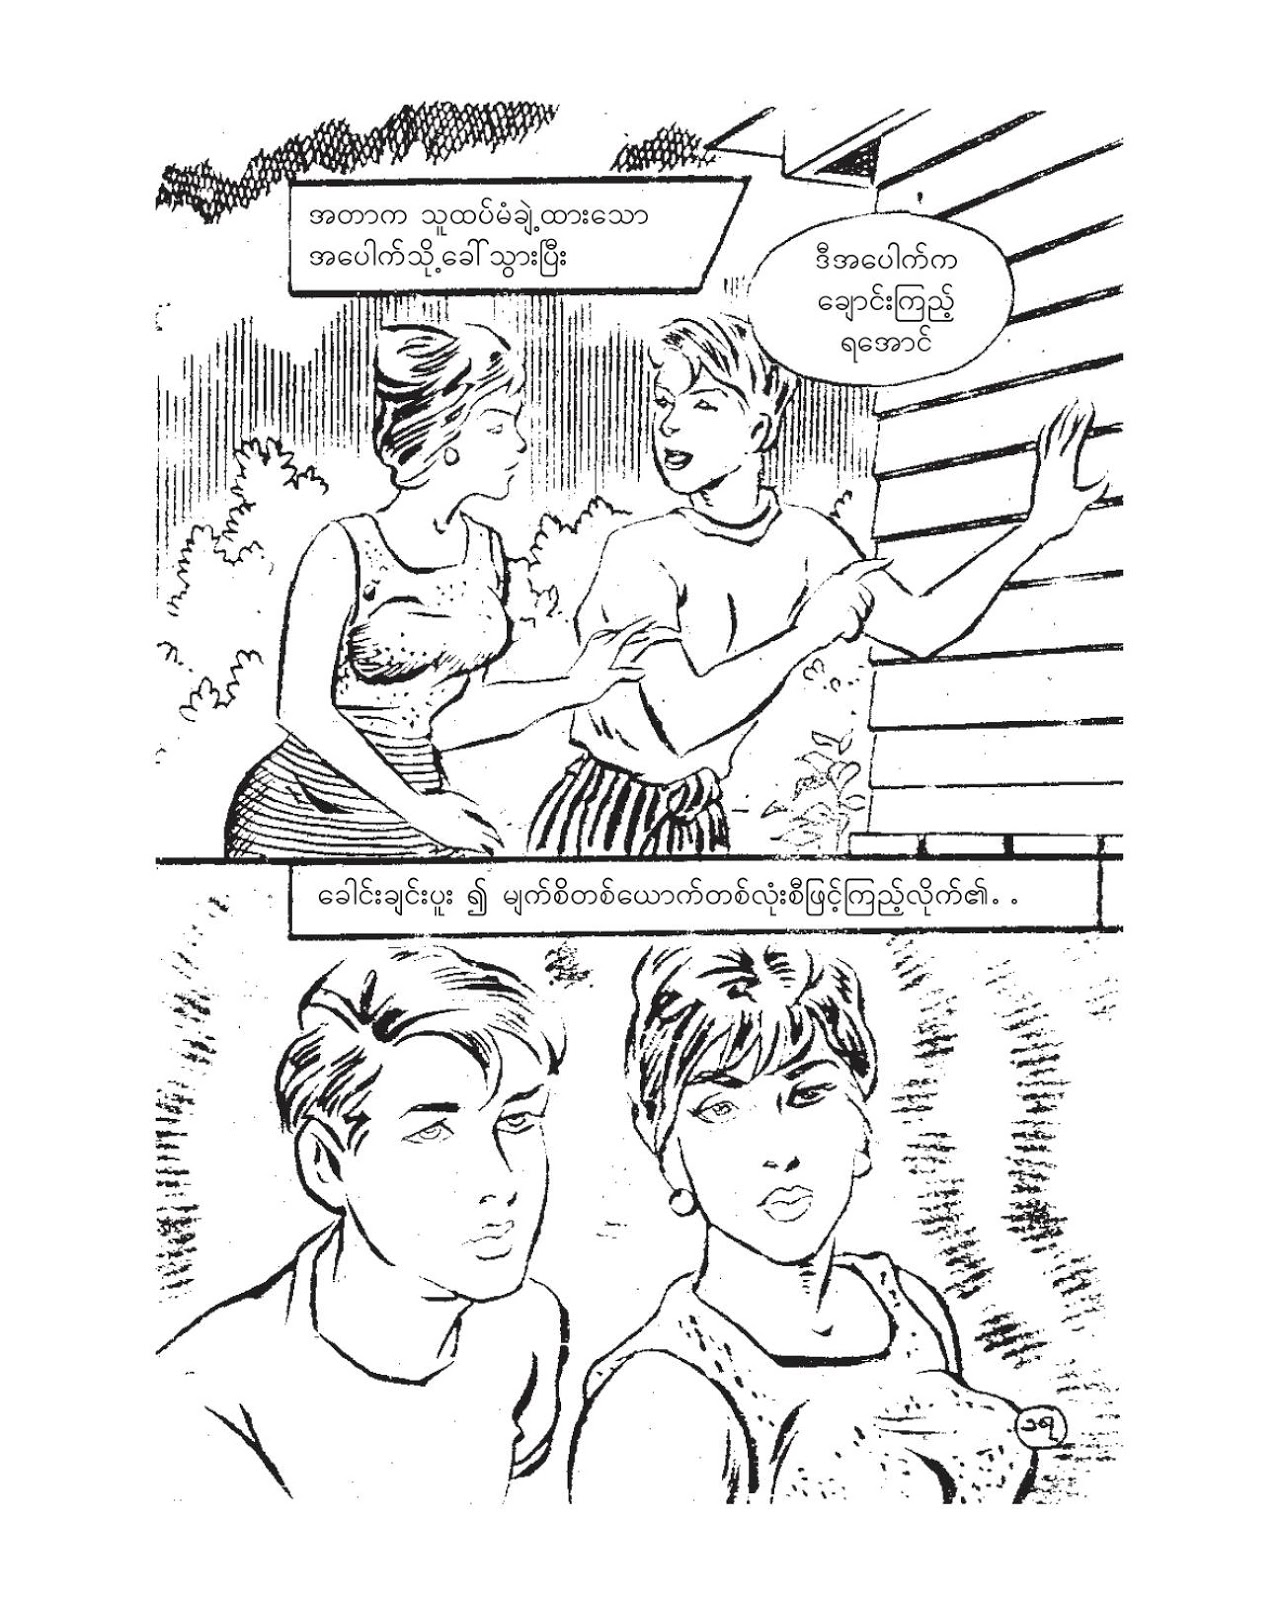 အတာက သူထပ်မံချဲ့ထားသော
အပေါက်သို့ခေါ်သွားပြီး
ဒီအပေါက်က
ချောင်းကြည့်
ရအောင်
ခေါင်းချင်းပူး ၍ မျက်စိတစ်ယောက်တစ်လုံးစီဖြင့်ကြည့်လိုက်၏. .
၁၇